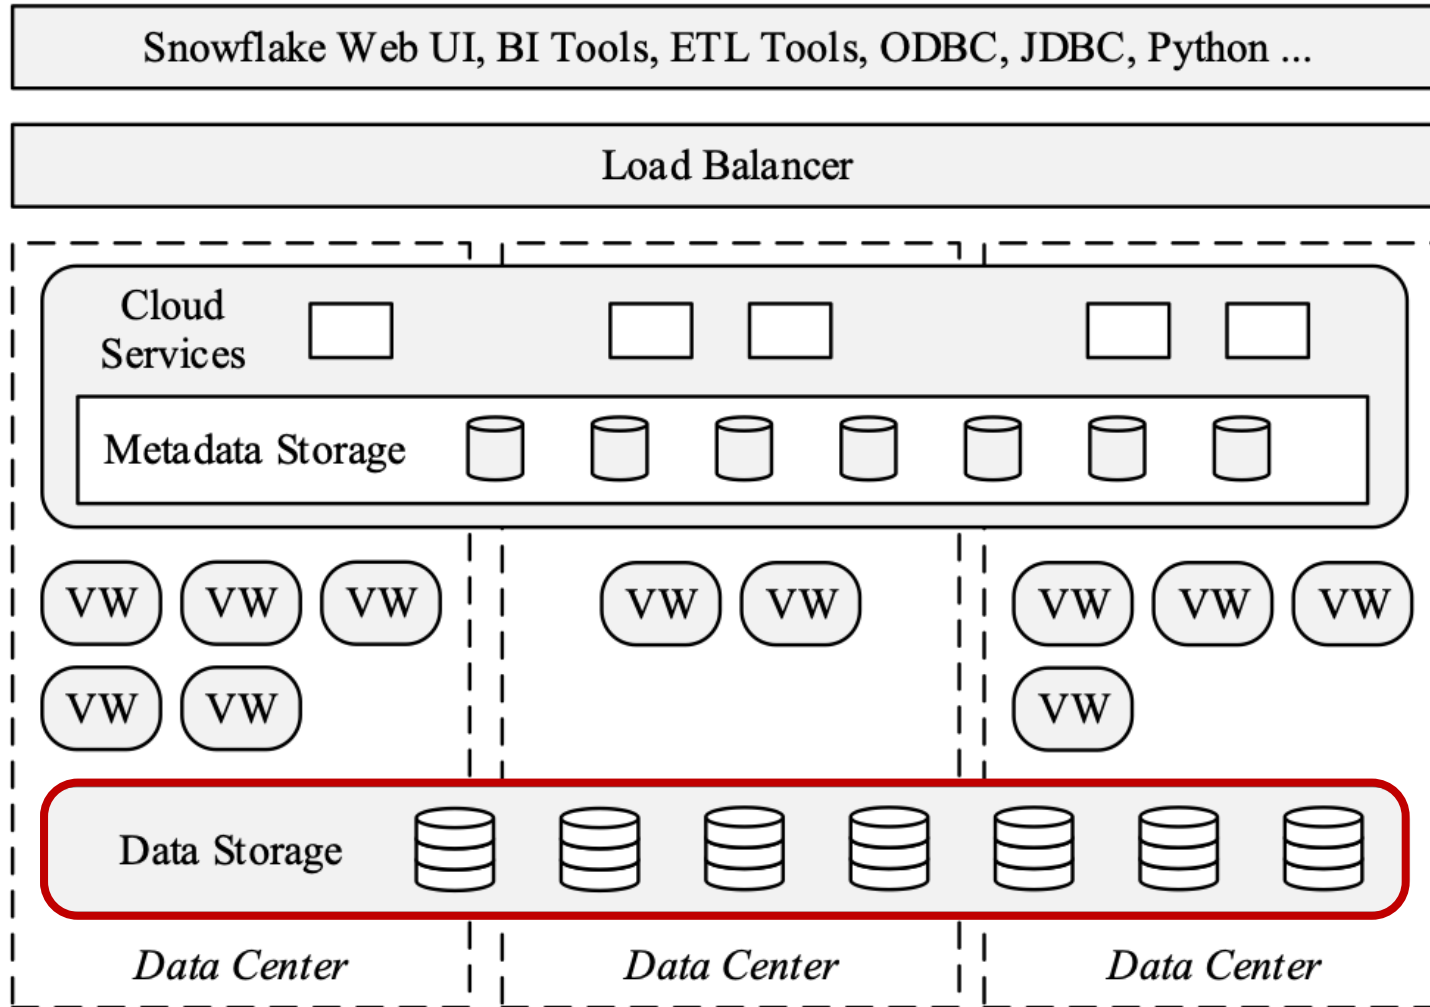 Snowflake Web UI, BI Tools, ETL Tools, ODBC, JDBC, Python ...
Load Balancer
Cloud
Services
Metadata Storage
VW VW VW VW VW VW VW VW
VW VW VW
Data Storage
Data Center Data Center Data Center